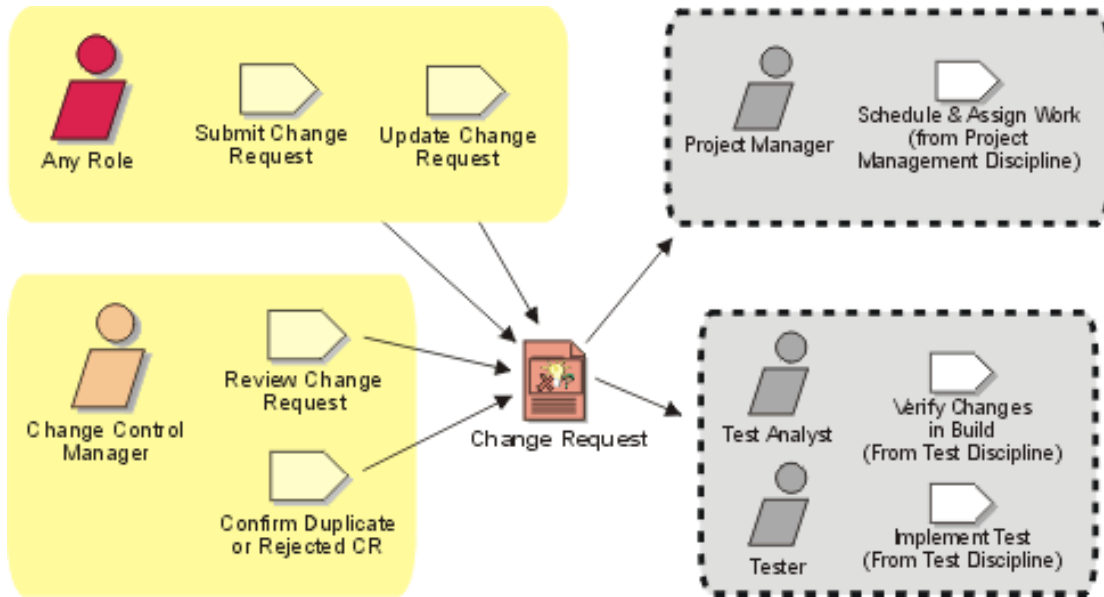 Any Role
Submit Change
Request
Update Change
Request
Project Manager
Schedule & Assign Work
(from Project
Management Discipline)
Change Control
Manager
Review Change
Request
Confirm Duplicate
or Rejected CR
Change Request
Test Analyst
Verify Changes
in Build
(From Test Discipline)
Tester
Implement Test
(From Test Discipline)